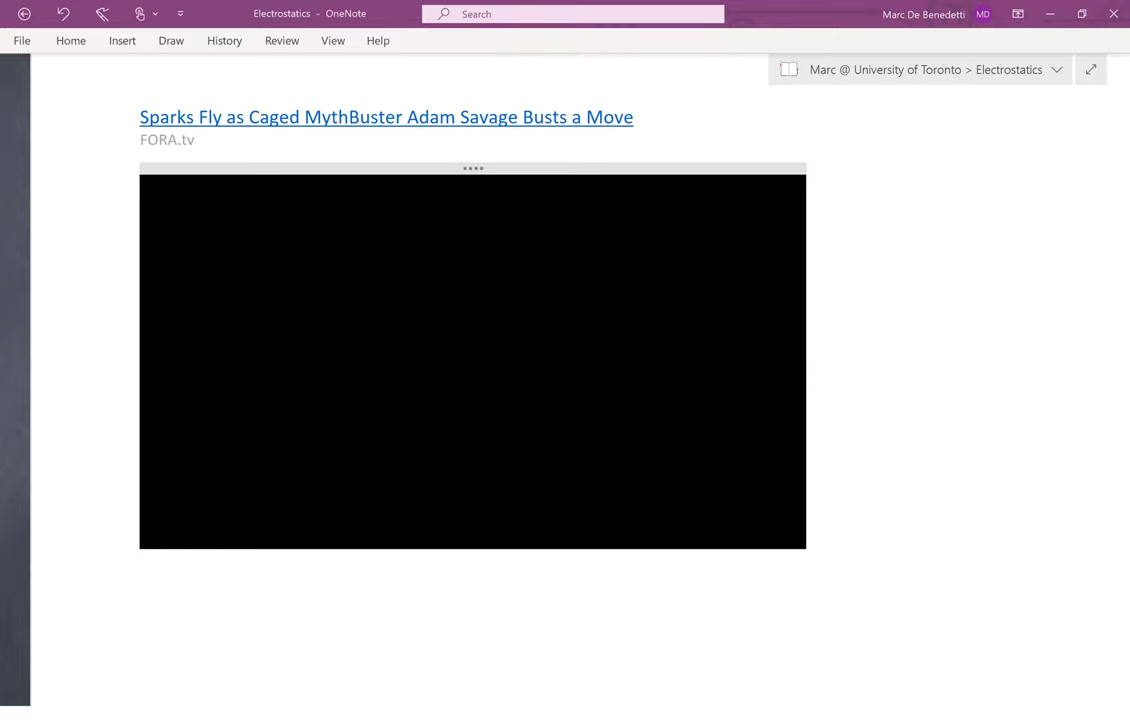 Electrostatics - OneNote
Search
Marc De Benedetti MD
File Home Insert Draw History Review View Help
Marc @ University of Toronto > Electrostatics
Sparks Fly as Caged MythBuster Adam Savage Busts a Move
FORA.tv